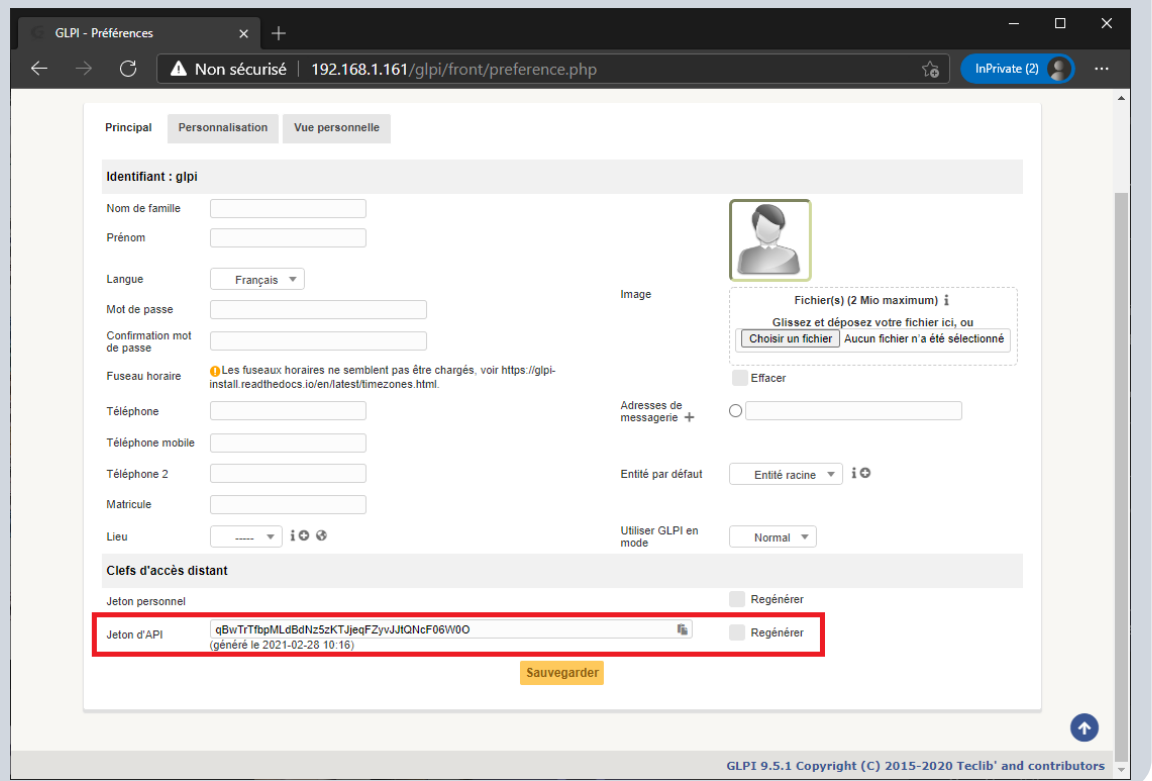 GLPI - Préférences
Non sécurisé | 192.168.1.161/glpi/front/preference.php
InPrivate (2)
Principal Personnalisation Vue personnelle
Identifiant : glpi
Nom de famille
Prénom
Langue Français
Image
Fichier(s) (2 Mio maximum)
Glissez et déposez votre fichier ici, ou
Choisir un fichier Aucun fichier n'a été sélectionné
Mot de passe
Confirmation mot
de passe
Fuseau horaire Les fuseaux horaires ne semblent pas être chargés, voir https://glpi-
install.readthedocs.io/en/latest/timezones.html.
Effacer
Téléphone
Adresses de
messagerie +
Téléphone mobile
Téléphone 2
Entité par défaut Entité racine
Matricule
Lieu -----
Utiliser GLPI en
mode
Normal
Clefs d'accès distant
Jeton personnel Regénérer
Jeton d'API qBwTrTfbpMLdBdNz5zKTJjeqFZyvJJtQNcF06W0O Regénérer
(généré le 2021-02-28 10:16)
Sauvegarder
GLPI 9.5.1 Copyright (C) 2015-2020 Teclib' and contributors